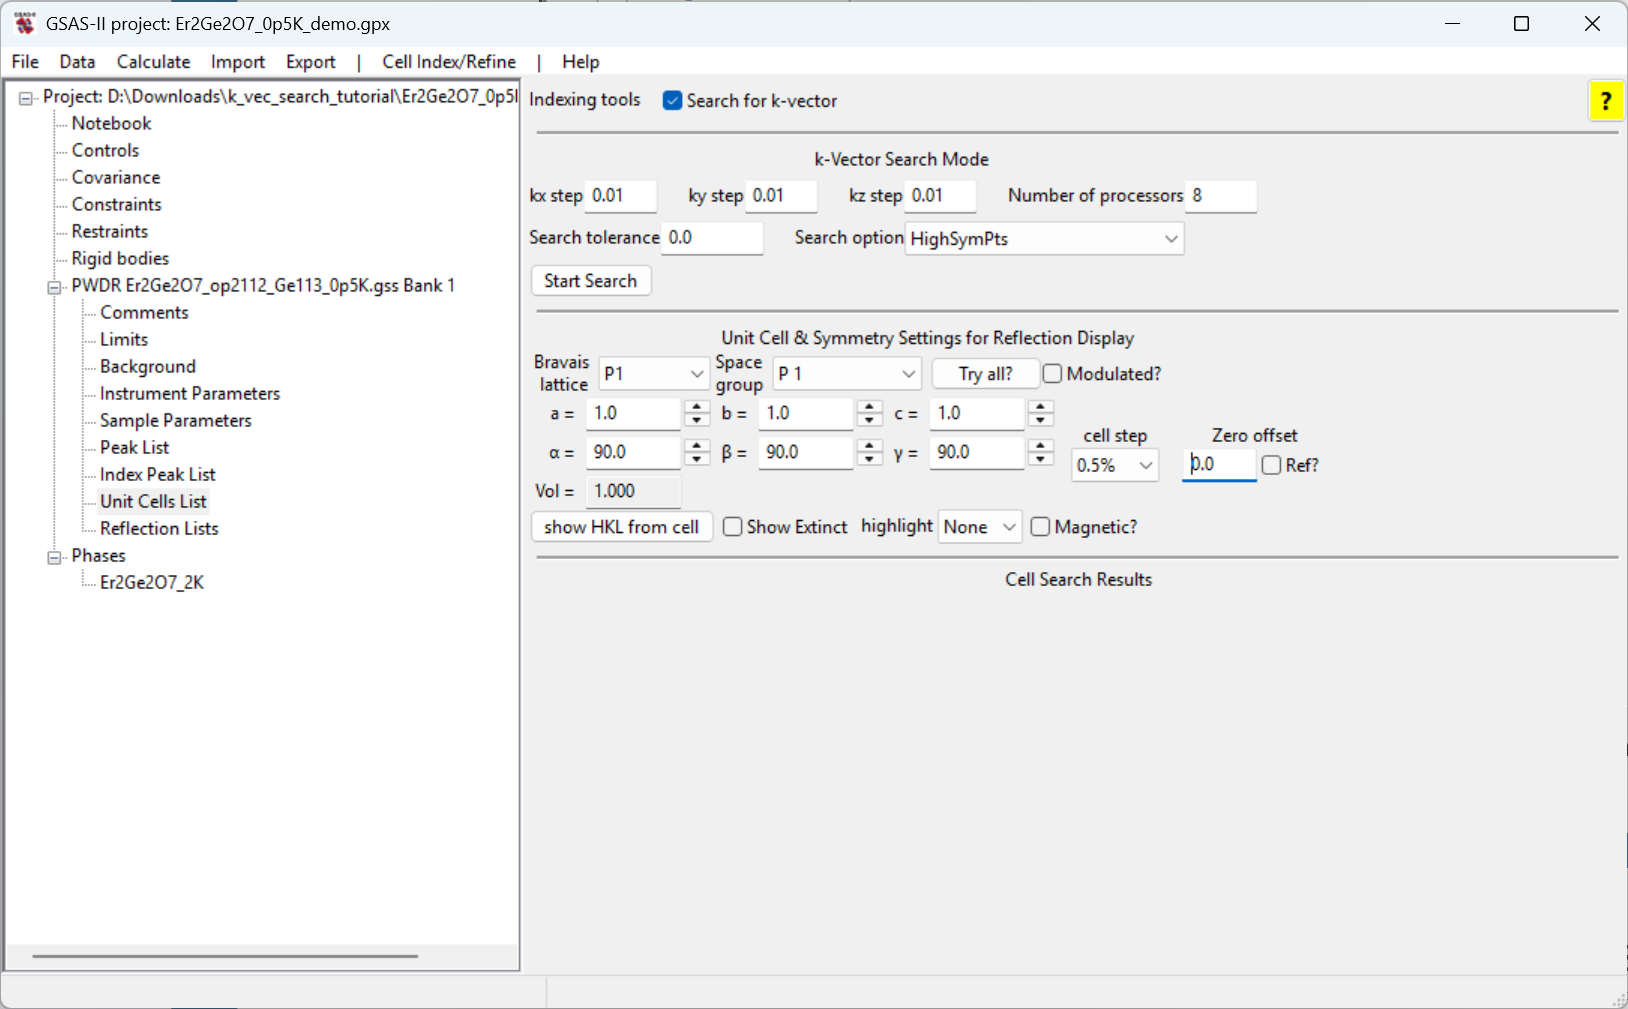 GSAS-II project: Er2Ge2O7_0p5K_demo.gpx
File Data Calculate Import Export | Cell Index/Refine | Help
Project: D:\Downloads\k_vec_search_tutorial\Er2Ge2O7_0p5
Notebook
Controls
Covariance
Constraints
Restraints
Rigid bodies
PWDR Er2Ge2O7_op2112_Ge113_0p5K.gss Bank 1
Comments
Limits
Background
Instrument Parameters
Sample Parameters
Peak List
Index Peak List
Unit Cells List
Reflection Lists
Phases
Er2Ge2O7_2K
Indexing tools Search for k-vector ?
k-Vector Search Mode
kx step 0.01 ky step 0.01 kz step 0.01 Number of processors 8
Search tolerance 0.0 Search option HighSymPts
Start Search
Unit Cell & Symmetry Settings for Reflection Display
Bravais lattice P1 Space group P 1 Try all? Modulated?
a = 1.0 b = 1.0 c = 1.0
cell step Zero offset
α = 90.0 β = 90.0 γ = 90.0 0.5% 0.0 Ref?
Vol = 1.000
show HKL from cell Show Extinct highlight None Magnetic?
Cell Search Results